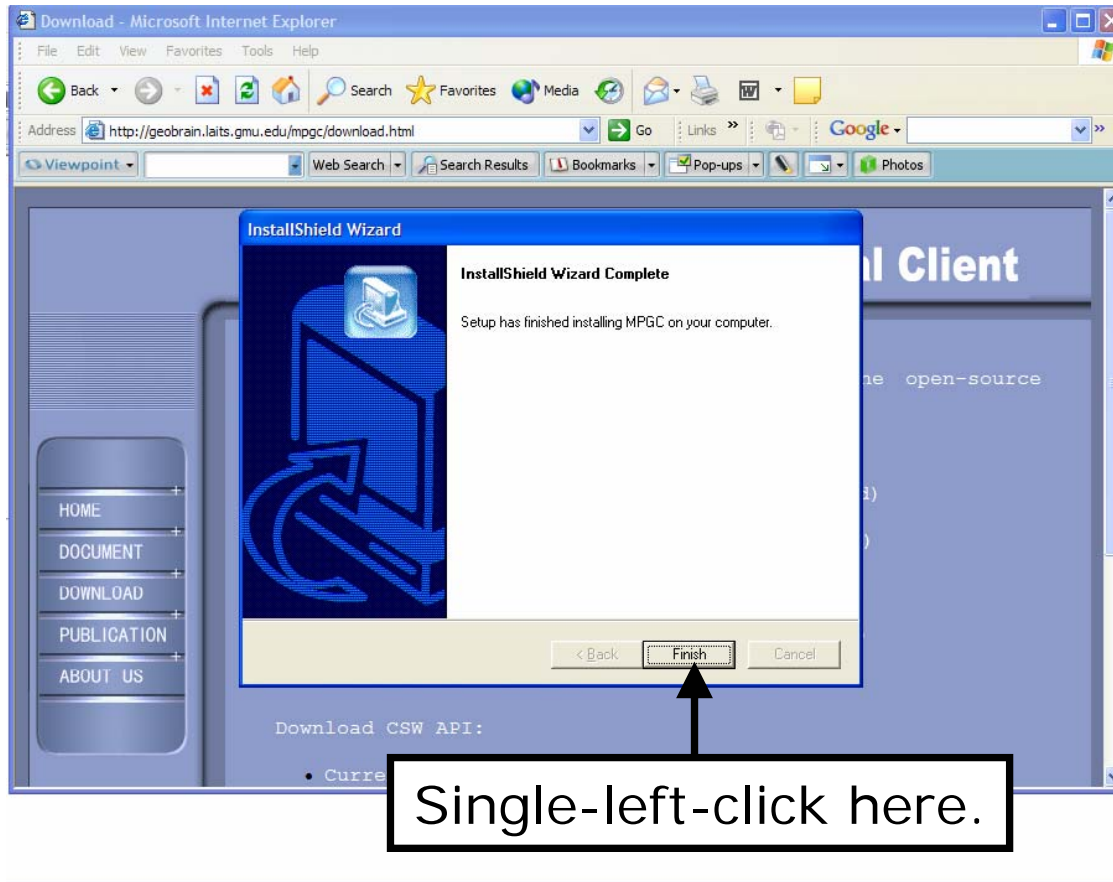 Download - Microsoft Internet Explorer
File Edit View Favorites Tools Help
Back Search Favorites Media
Address http://geobrain.laits.gmu.edu/mpgc/download.html Go Links » Google »
Viewpoint Web Search Search Results Bookmarks Pop-ups Photos
InstallShield Wizard
InstallShield Wizard Complete
Setup has finished installing MPGC on your computer.
Client
open-source
HOME
DOCUMENT
DOWNLOAD
PUBLICATION
ABOUT US
< Back Finish Cancel
Download CSW API:
Single-left-click here.